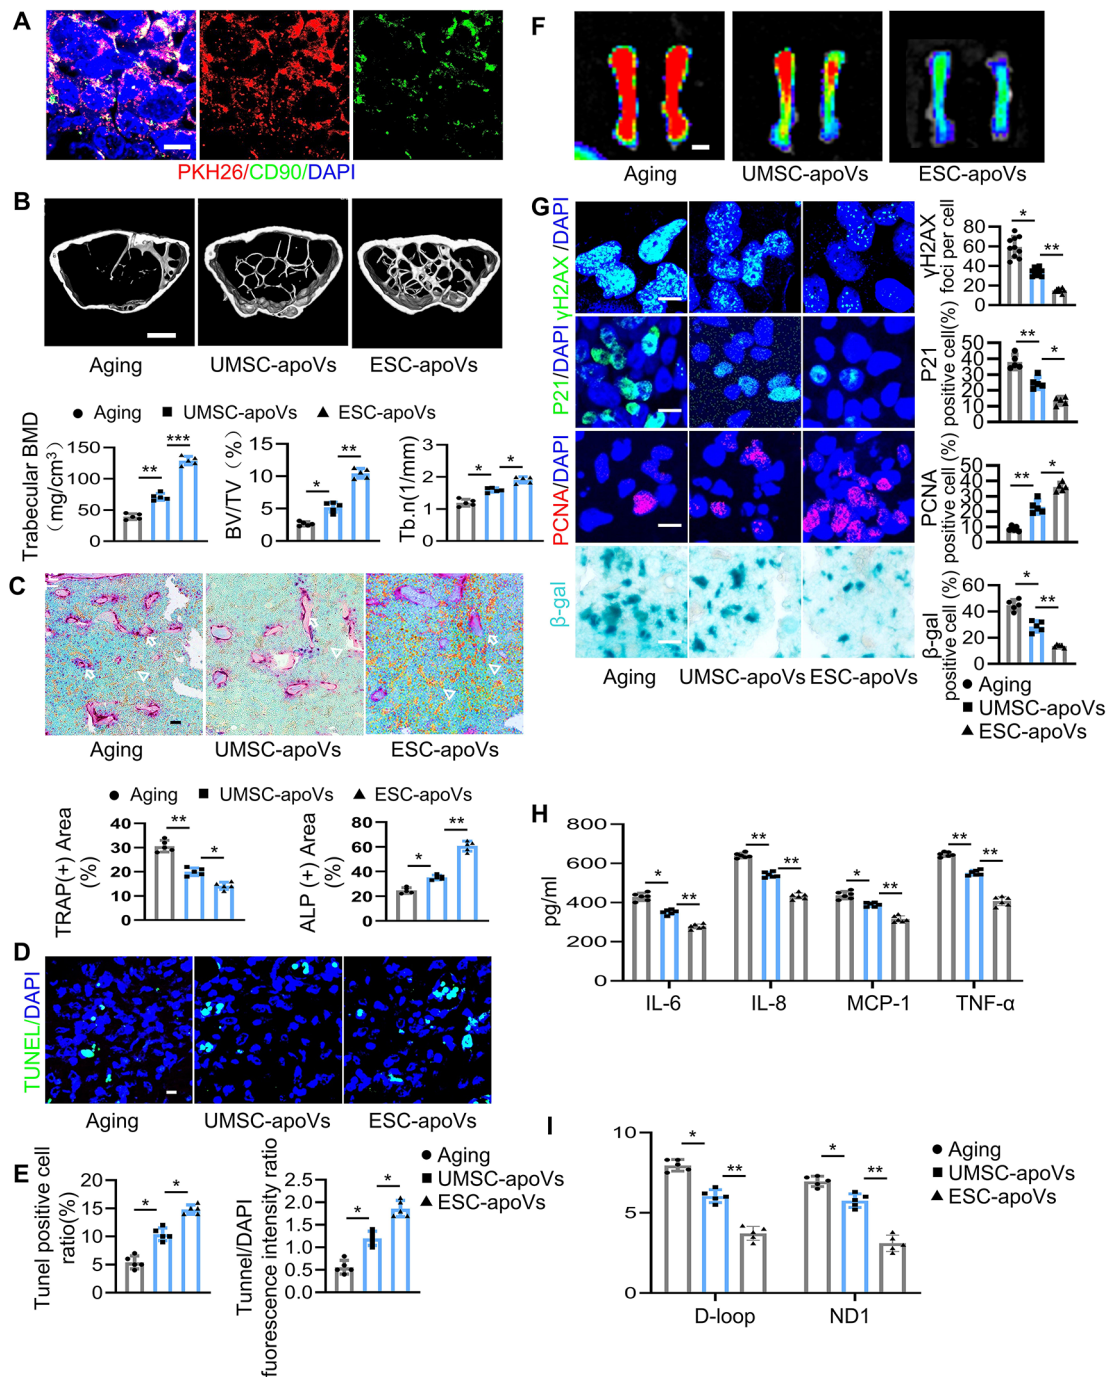 A
PKH26/CD90/DAPI
B
Aging
UMSC-apoVs
ESC-apoVs
Aging
UMSC-apoVs
ESC-apoVs
Trabecular BMD
(mg/cm3)
150
100
50
0
**
***
BV/TV (%)
15
10
5
0
*
**
Tb.n(1/mm)
3.0
2.0
1.0
0.0
*
*
C
Aging
UMSC-apoVs
ESC-apoVs
Aging
UMSC-apoVs
ESC-apoVs
TRAP(+) Area
(%)
40
30
20
10
0
**
*
ALP (+) Area
(%)
80
60
40
20
0
*
**
D
TUNEL/DAPI
Aging
UMSC-apoVs
ESC-apoVs
E
Tunel positive cell
ratio(%)
20
15
10
5
0
*
*
Tunnel/DAPI
fuorescence intensity ratio
2.5
2.0
1.5
1.0
0.5
0.0
*
*
Aging
UMSC-apoVs
ESC-apoVs
F
Aging
UMSC-apoVs
ESC-apoVs
G
γH2AX/DAPI
γH2AX
foci per cell
80
60
40
20
0
*
**
P21/DAPI
P21
positive cell(%)
50
40
30
20
10
0
**
*
PCNA/DAPI
PCNA
positive cell (%)
50
40
30
20
10
0
**
*
β-gal
β-gal
positive cell (%)
60
40
20
0
*
**
Aging
UMSC-apoVs
ESC-apoVs
Aging
UMSC-apoVs
ESC-apoVs
H
pg/ml
800
600
400
200
0
*
**
**
**
*
**
**
**
IL-6
IL-8
MCP-1
TNF-α
I
10
5
0
*
**
*
**
D-loop
ND1
Aging
UMSC-apoVs
ESC-apoVs